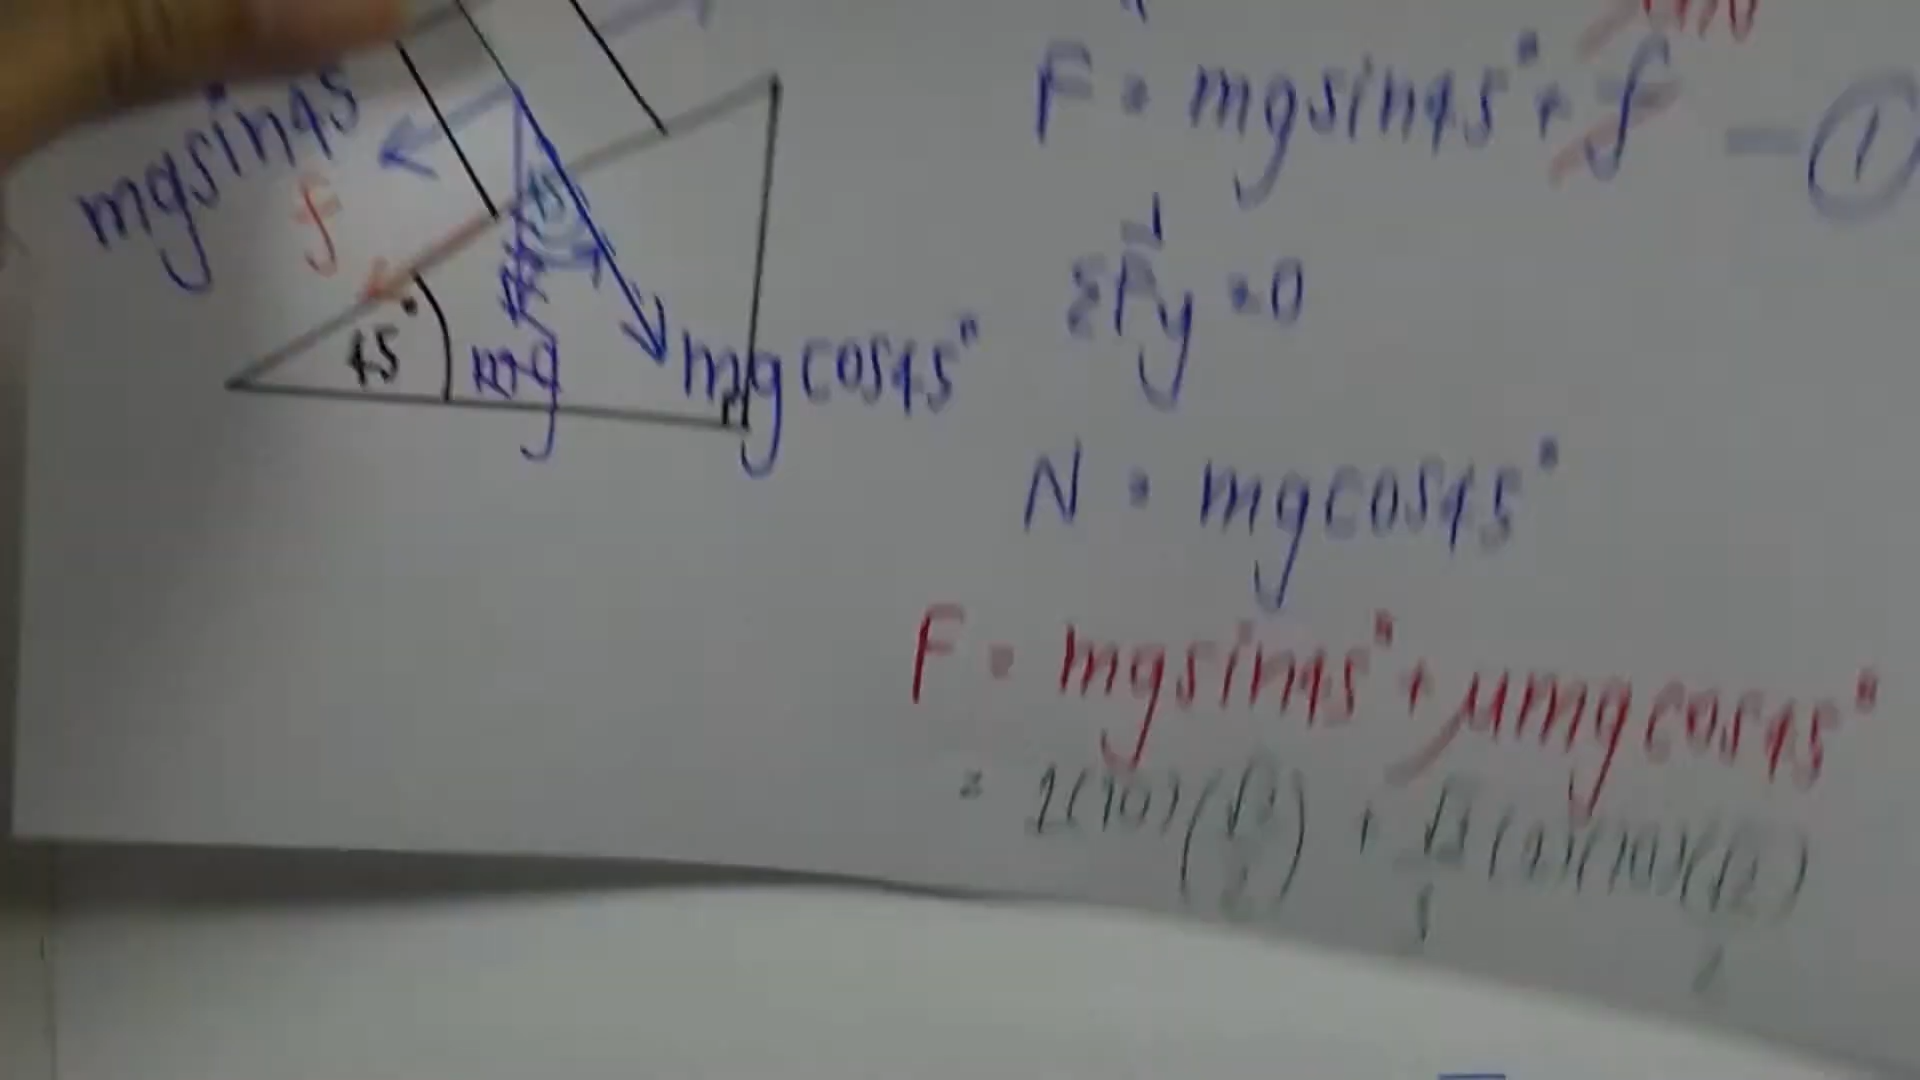 mgsin45
f
45°
mg
mgcos45°
F = mgsin45° + f — ①
ΣFy = 0
N = mgcos45°
F = mgsin45° + μmgcos45°